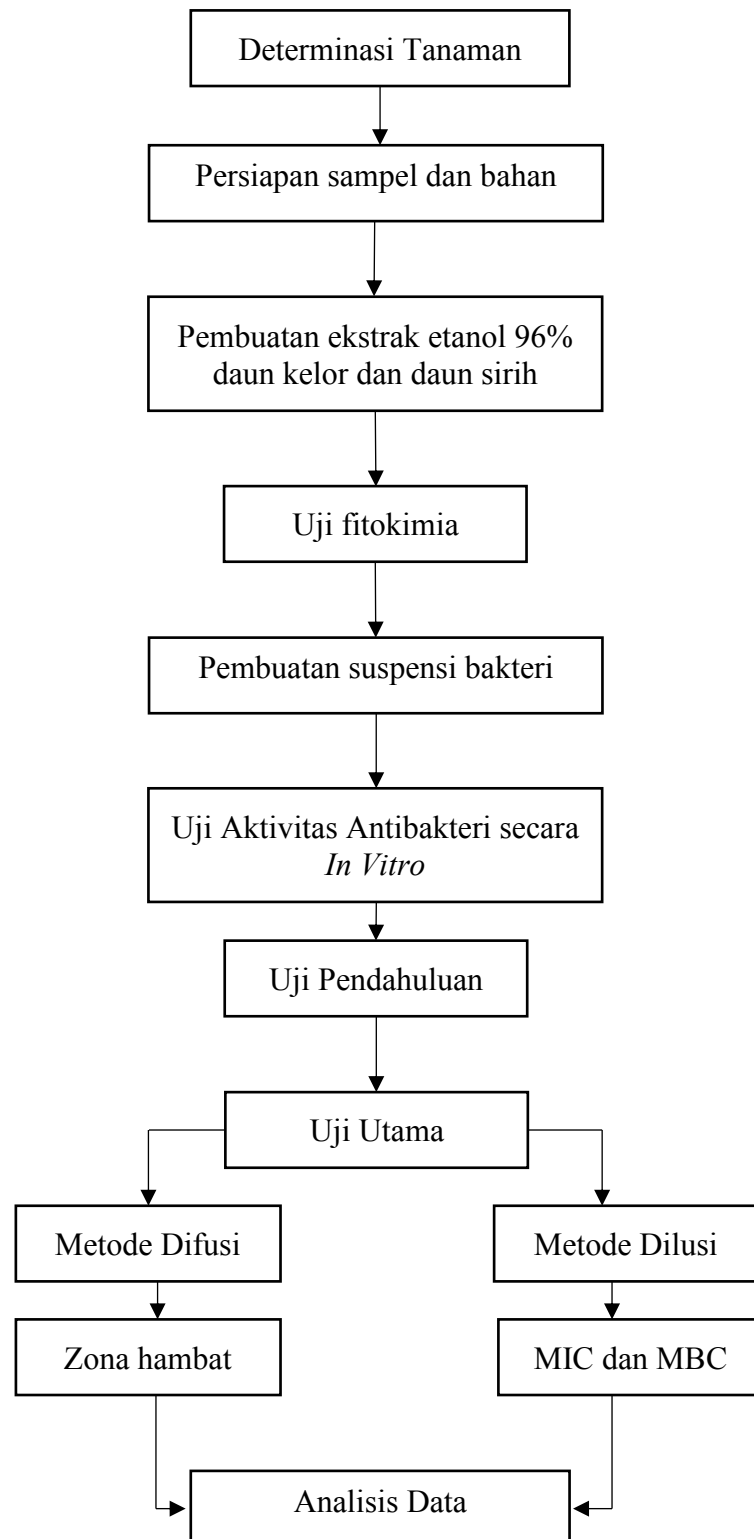 Determinasi Tanaman
Persiapan sampel dan bahan
Pembuatan ekstrak etanol 96%
daun kelor dan daun sirih
Uji fitokimia
Pembuatan suspensi bakteri
Uji Aktivitas Antibakteri secara
In Vitro
Uji Pendahuluan
Uji Utama
Metode Difusi
Metode Dilusi
Zona hambat
MIC dan MBC
Analisis Data